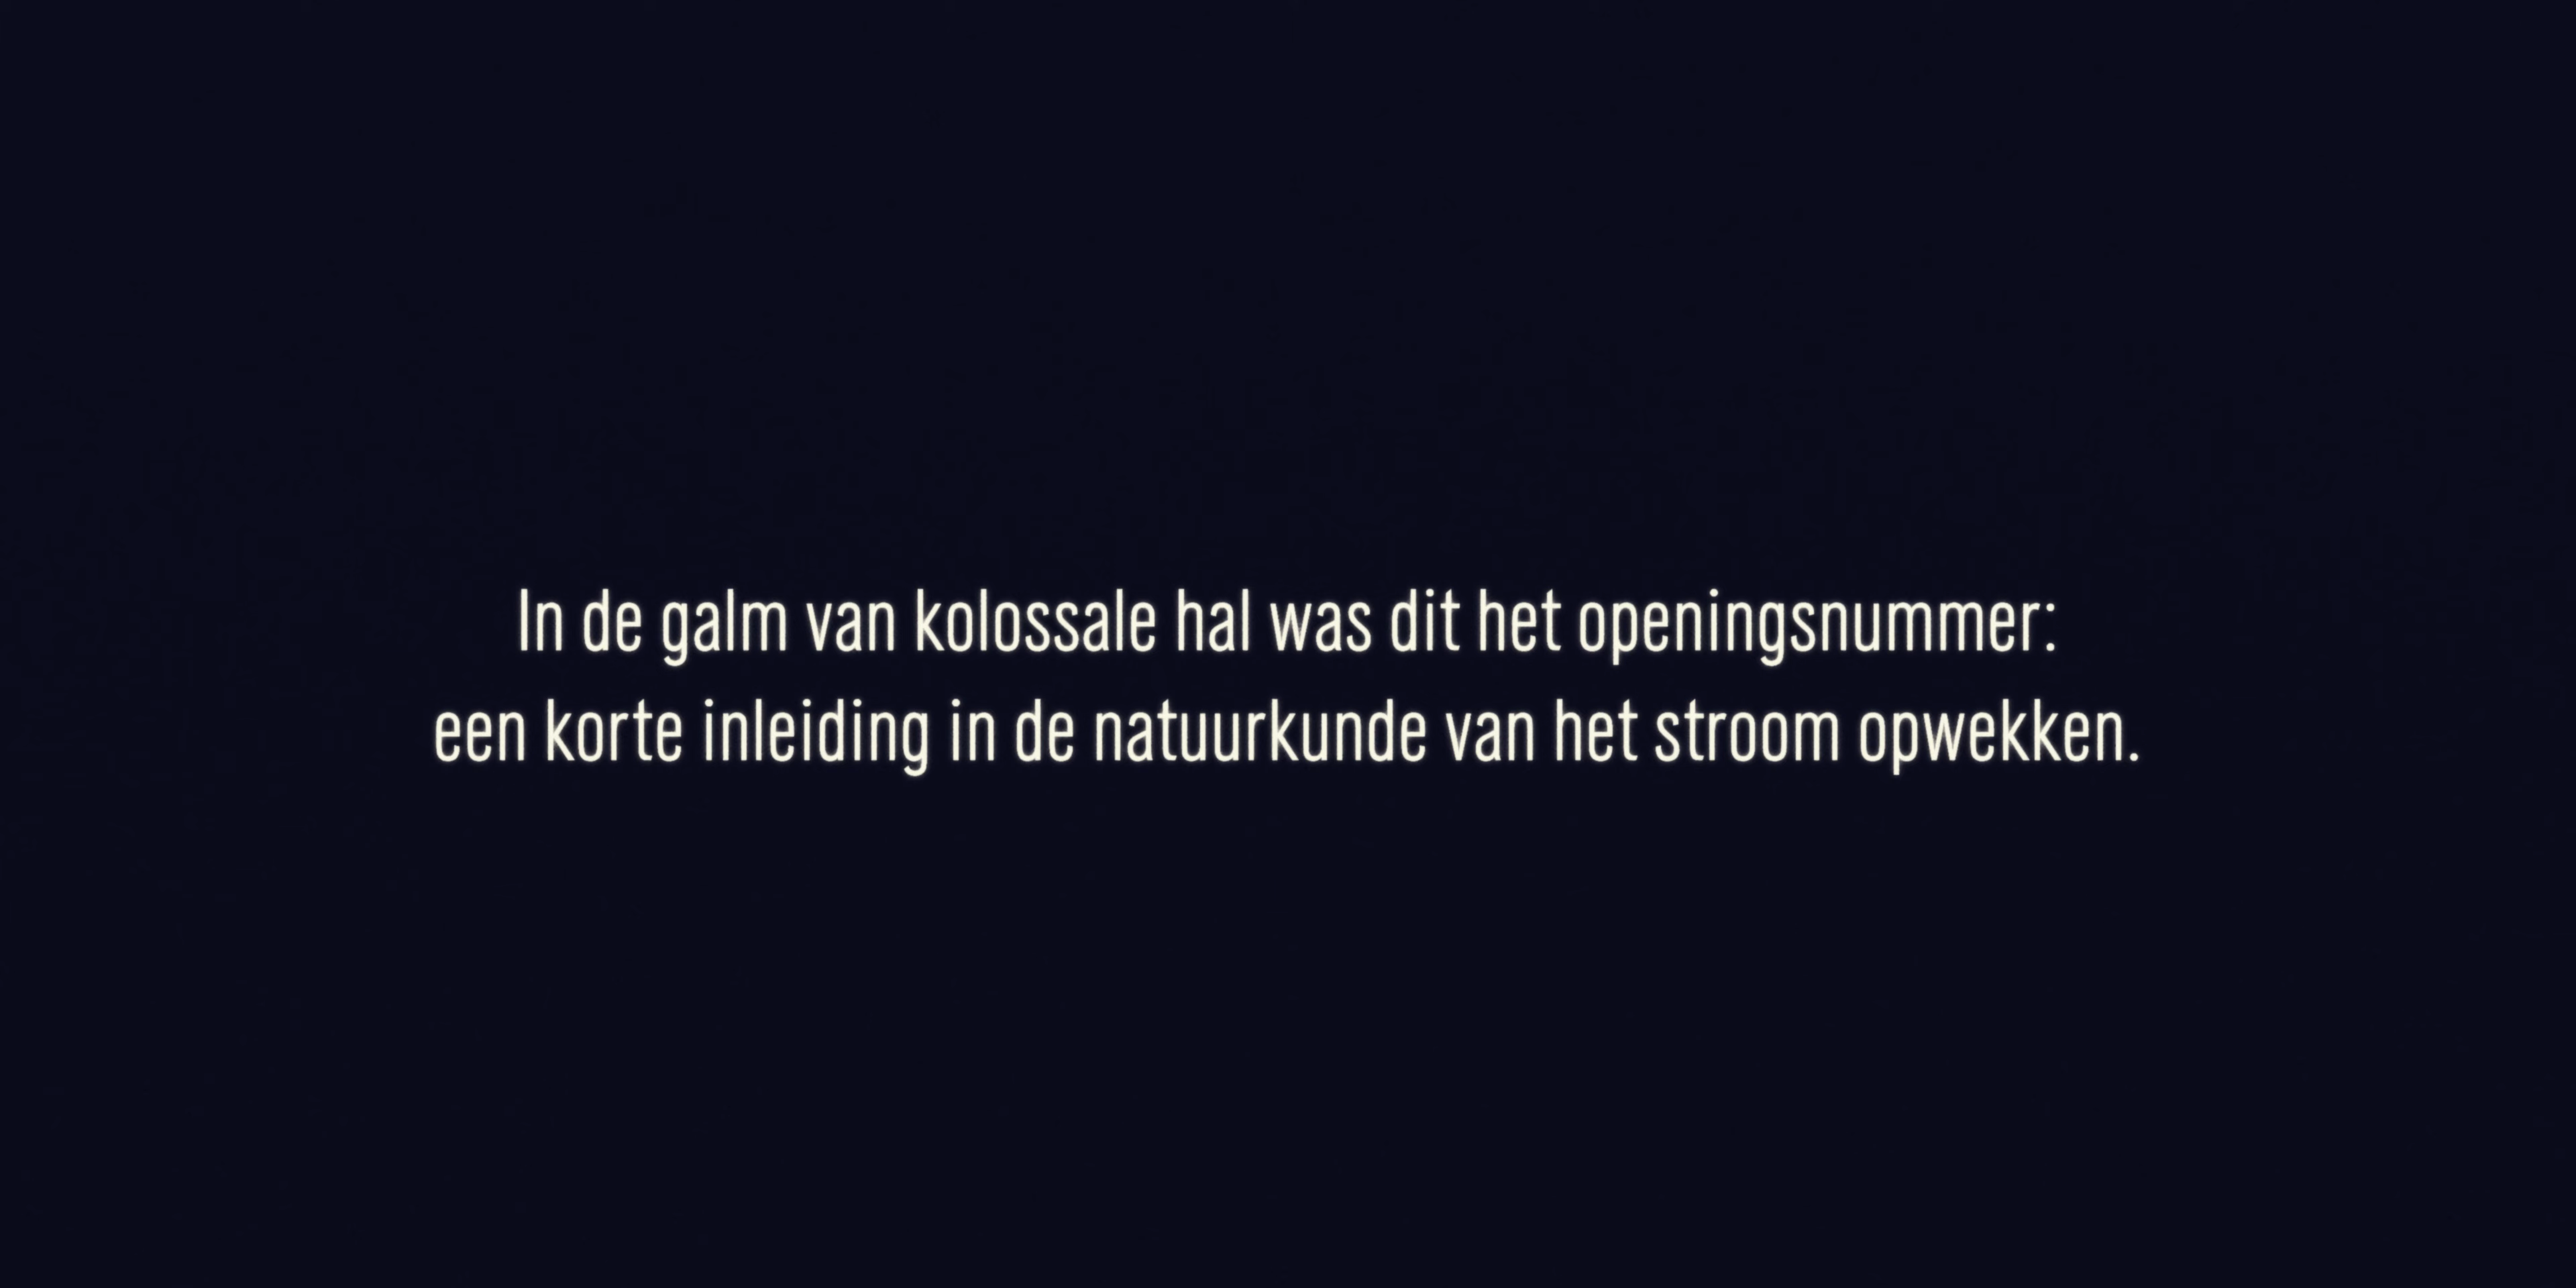 In de galm van kolossale hal was dit het openingsnummer:
een korte inleiding in de natuurkunde van het stroom opwekken.